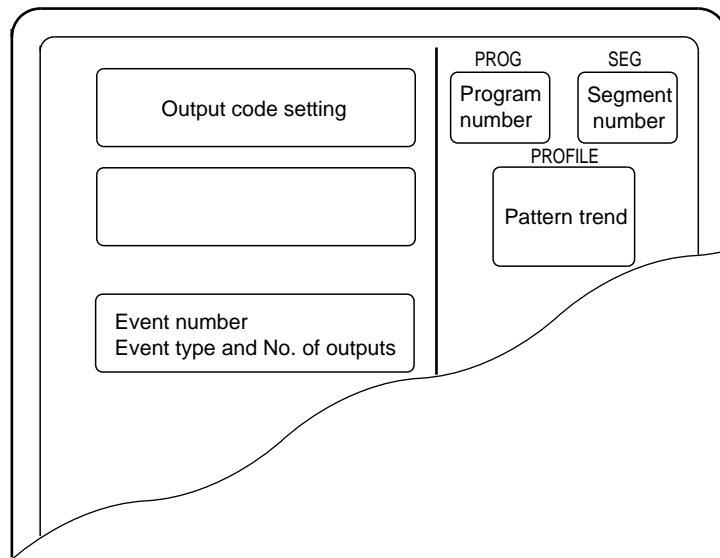 Output code setting
Event number
Event type and No. of outputs
PROG
SEG
Program
number
Segment
number
PROFILE
Pattern trend